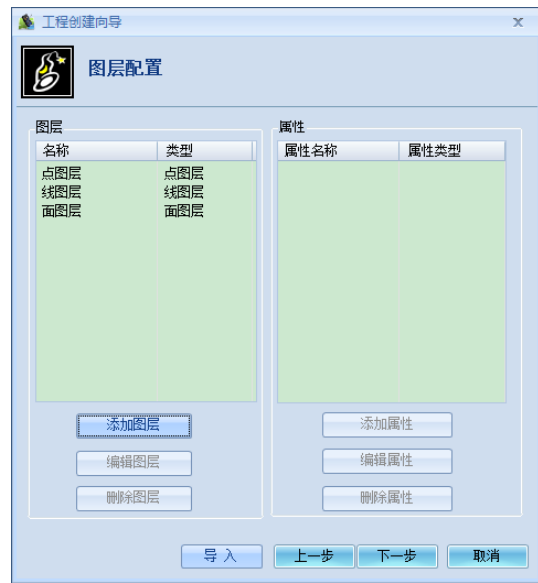 工程创建向导
图层配置
图层
名称 类型
点图层 点图层
线图层 线图层
面图层 面图层
添加图层
编辑图层
删除图层
属性
属性名称 属性类型
添加属性
编辑属性
删除属性
导入 上一步 下一步 取消